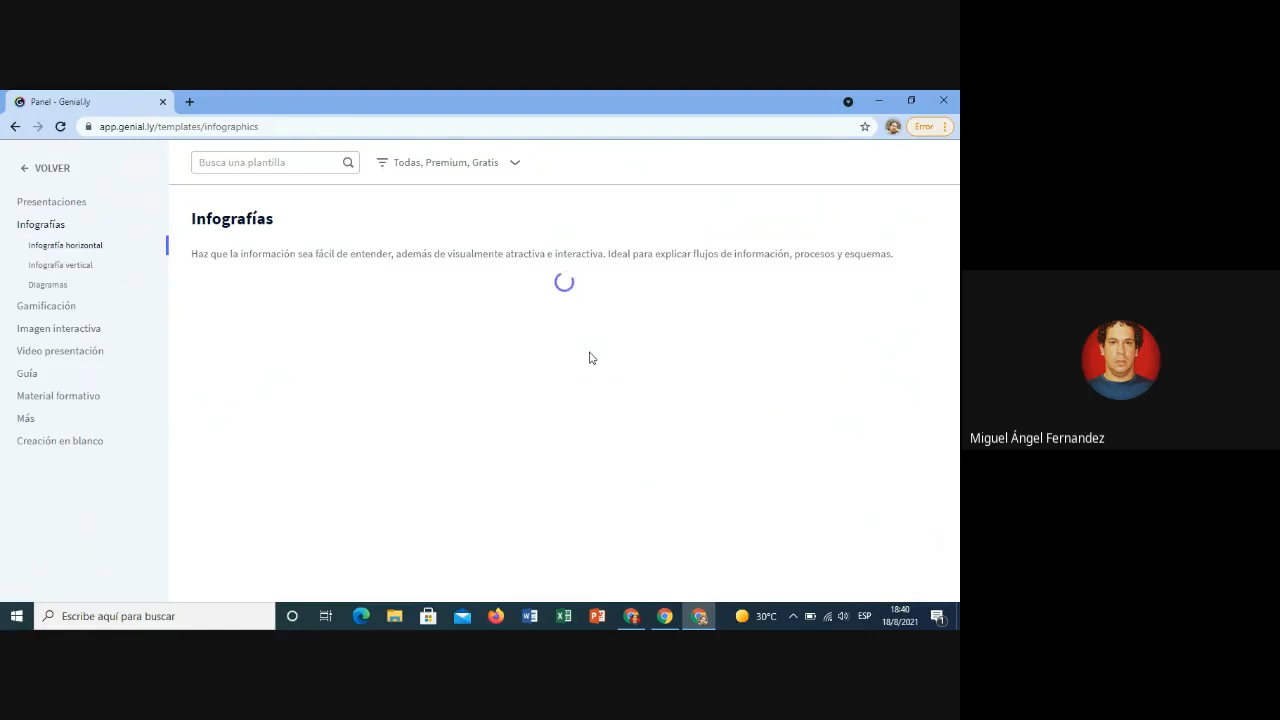 Panel - Genial.ly
app.genial.ly/templates/infographics
Error
VOLVER
Busca una plantilla
Todas, Premium, Gratis
Presentaciones
Infografías
Infografía horizontal
Infografía vertical
Diagramas
Gamificación
Imagen interactiva
Video presentación
Guía
Material formativo
Más
Creación en blanco
Infografías
Haz que la información sea fácil de entender, además de visualmente atractiva e interactiva. Ideal para explicar flujos de información, procesos y esquemas.
Miguel Ángel Fernandez
Escribe aquí para buscar
30°C
ESP
18:40
18/8/2021
1